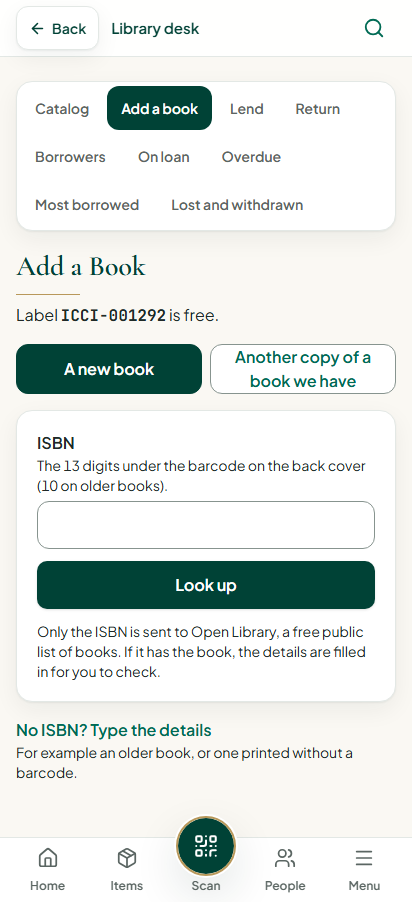 Back
Library desk
Catalog
Add a book
Lend
Return
Borrowers
On loan
Overdue
Most borrowed
Lost and withdrawn
Add a Book
Label ICCI-001292 is free.
A new book
Another copy of a
book we have
ISBN
The 13 digits under the barcode on the back cover
(10 on older books).
Look up
Only the ISBN is sent to Open Library, a free public
list of books. If it has the book, the details are filled
in for you to check.
No ISBN? Type the details
For example an older book, or one printed without a
barcode.
Home
Items
Scan
People
Menu